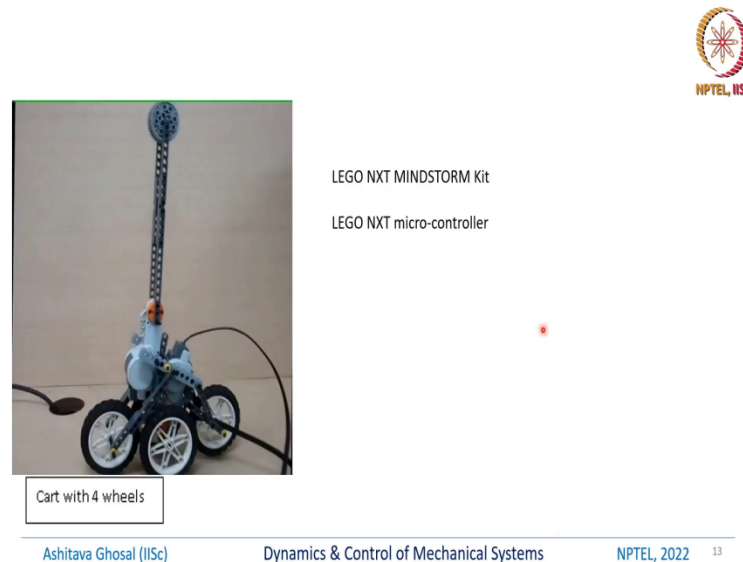 NPTEL, IIS
LEGO NXT MINDSTORM Kit
LEGO NXT micro-controller
Cart with 4 wheels
Ashitava Ghosal (IISc)
Dynamics & Control of Mechanical Systems
NPTEL, 2022
13